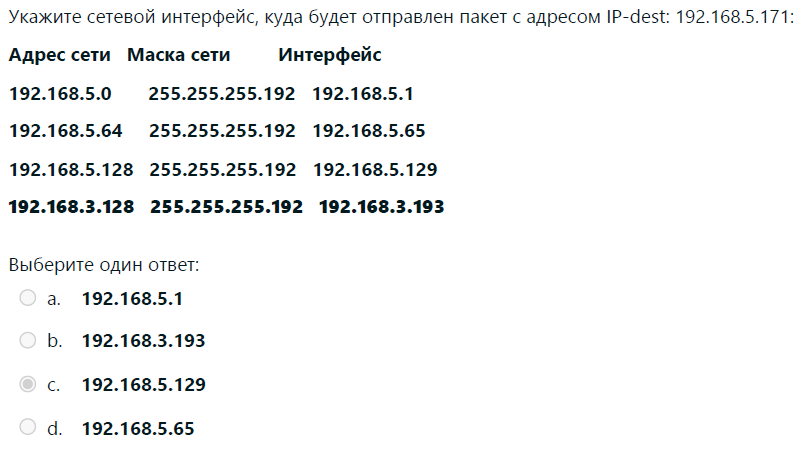 Укажите сетевой интерфейс, куда будет отправлен пакет с адресом IP-dest: 192.168.5.171:
Адрес сети Маска сети Интерфейс
192.168.5.0 255.255.255.192 192.168.5.1
192.168.5.64 255.255.255.192 192.168.5.65
192.168.5.128 255.255.255.192 192.168.5.129
192.168.3.128 255.255.255.192 192.168.3.193
Выберите один ответ:
a. 192.168.5.1
b. 192.168.3.193
c. 192.168.5.129
d. 192.168.5.65